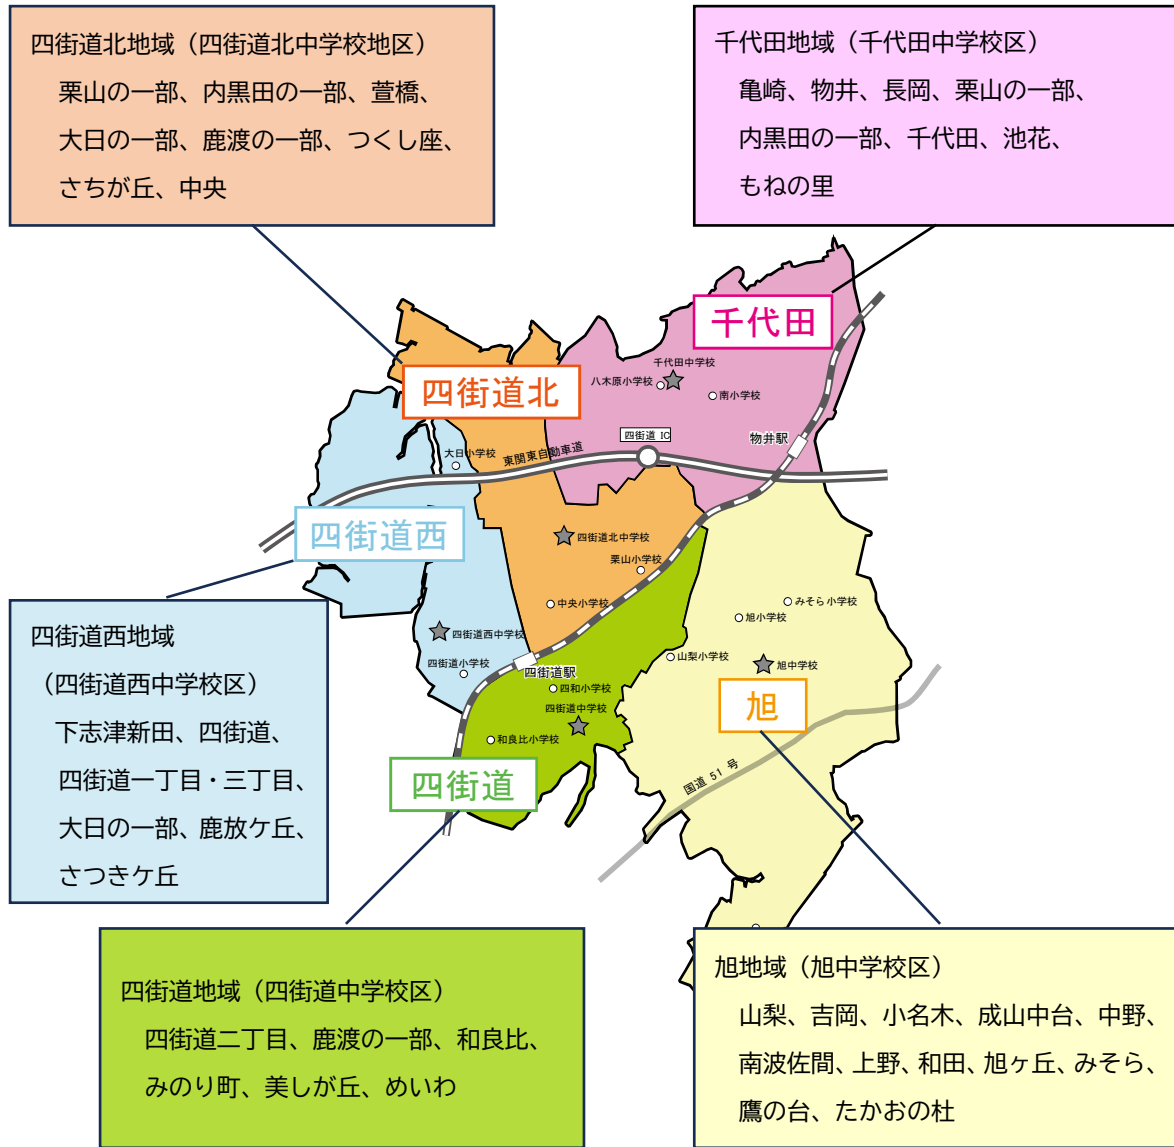 四街道北地域（四街道北中学校地区）
栗山の一部、内黒田の一部、萱橋、
大日の一部、鹿渡の一部、つくし座、
さちが丘、中央
千代田地域（千代田中学校区）
亀崎、物井、長岡、栗山の一部、
内黒田の一部、千代田、池花、
もねの里
千代田
千代田中学校
八木原小学校
南小学校
四街道北
四街道 IC
物井駅
大日小学校
東関東自動車道
四街道西
四街道北中学校
栗山小学校
中央小学校
みそら小学校
旭小学校
四街道西中学校
山梨小学校
旭中学校
四街道小学校
四街道駅
四和小学校
四街道中学校
旭
和良比小学校
四街道
国道 51 号
四街道西地域
（四街道西中学校区）
下志津新田、四街道、
四街道一丁目・三丁目、
大日の一部、鹿放ケ丘、
さつきケ丘
四街道地域（四街道中学校区）
四街道二丁目、鹿渡の一部、和良比、
みのり町、美しが丘、めいわ
旭地域（旭中学校区）
山梨、吉岡、小名木、成山中台、中野、
南波佐間、上野、和田、旭ヶ丘、みそら、
鷹の台、たかおの杜